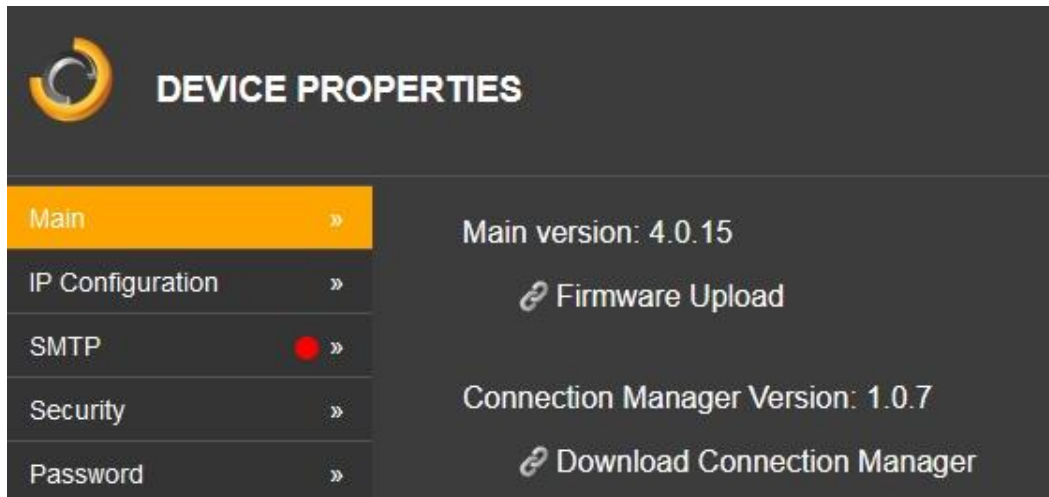 DEVICE PROPERTIES
Main »
IP Configuration »
SMTP »
Security »
Password »
Main version: 4.0.15
Firmware Upload
Connection Manager Version: 1.0.7
Download Connection Manager